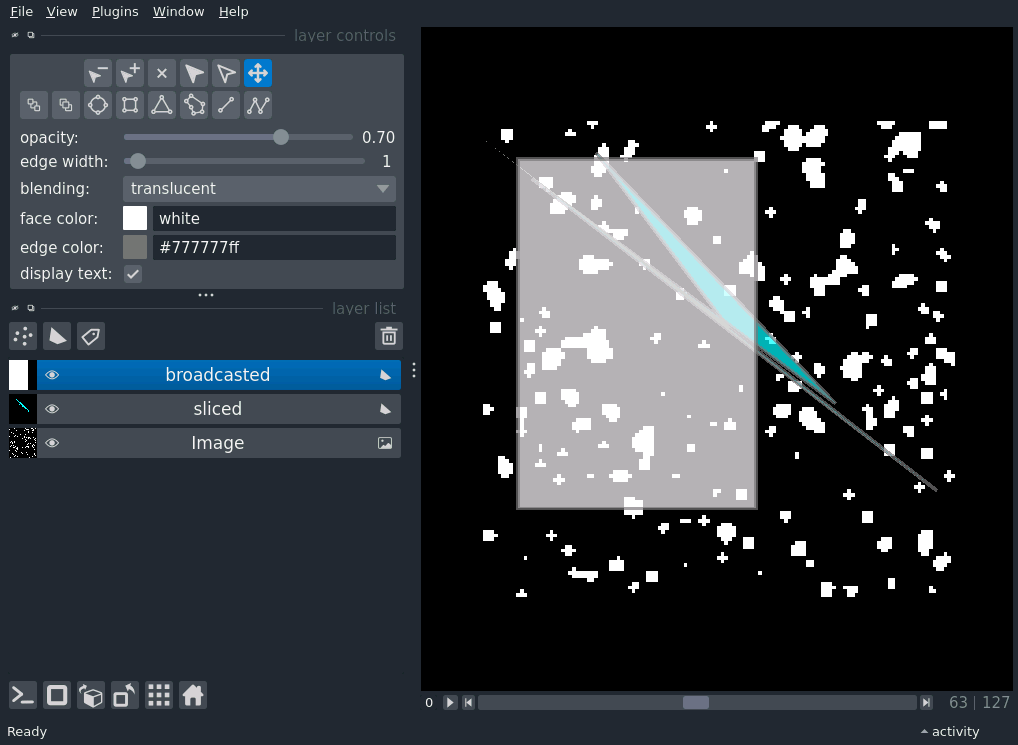 File View Plugins Window Help
layer controls
opacity: 0.70
edge width: 1
blending: translucent
face color: white
edge color: #777777ff
display text:
layer list
broadcasted
sliced
Image
0 63 | 127
Ready activity